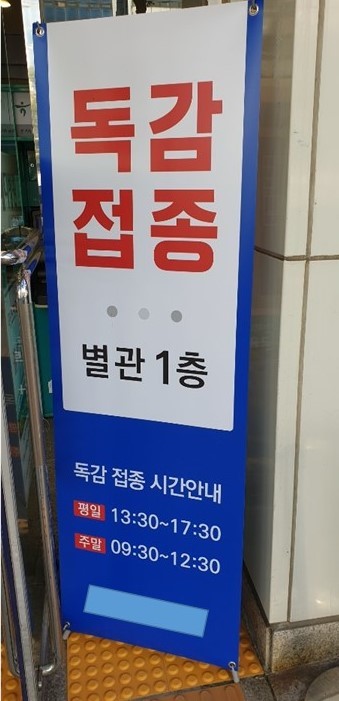 독감
접종
별관 1층
독감 접종 시간안내
평일 13:30~17:30
주말 09:30~12:30